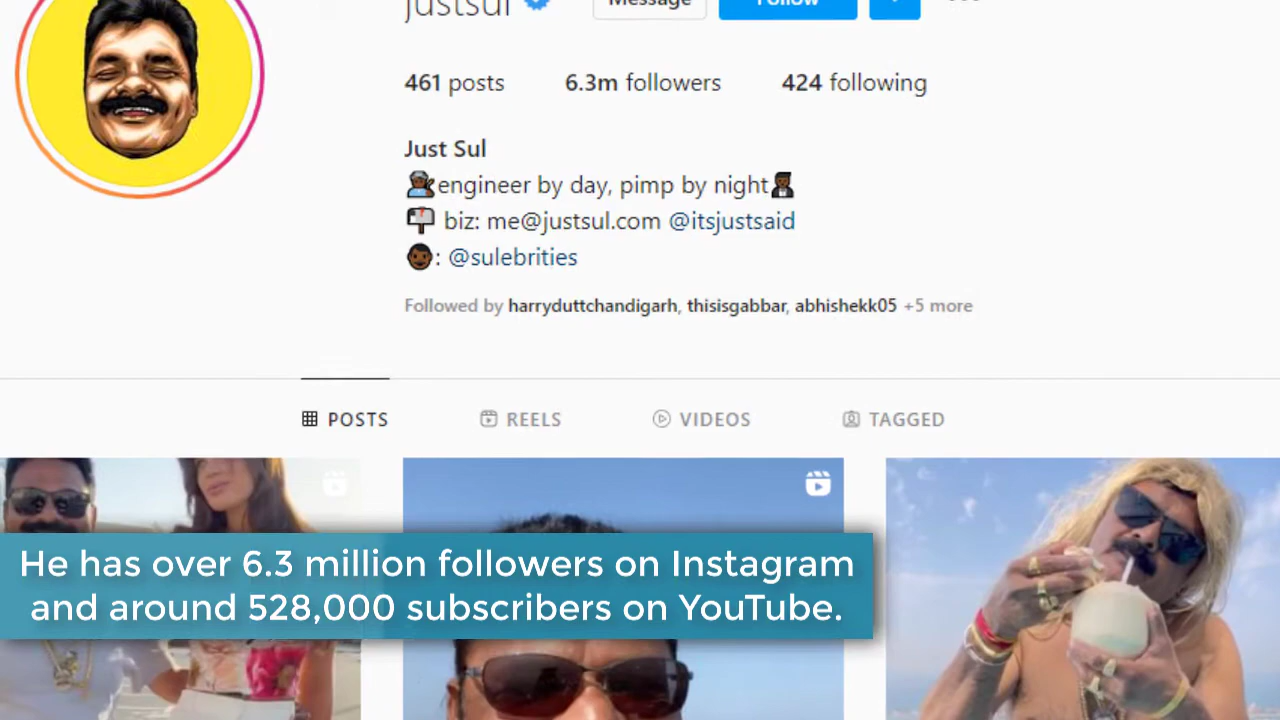 justsul
Message Follow
461 posts 6.3m followers 424 following
Just Sul
engineer by day, pimp by night
biz: me@justsul.com @itsjustsaid
: @sulebrities
Followed by harryduttchandigarh, thisisgabbar, abhishekk05 +5 more
POSTS REELS VIDEOS TAGGED
He has over 6.3 million followers on Instagram
and around 528,000 subscribers on YouTube.